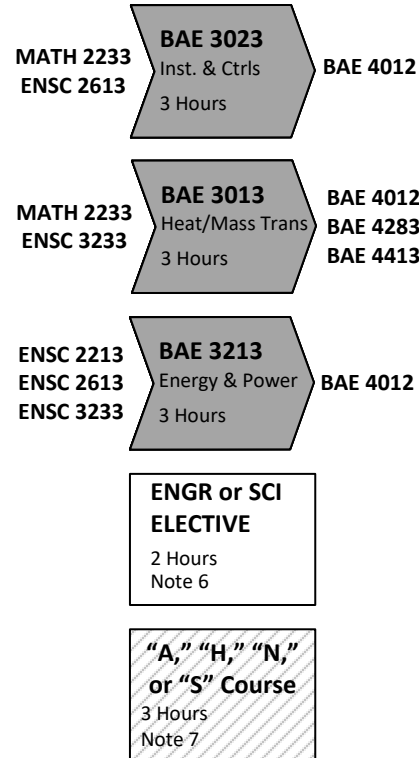 MATH 2233
ENSC 2613
BAE 3023
Inst. & Ctrls
3 Hours
BAE 4012
MATH 2233
ENSC 3233
BAE 3013
Heat/Mass Trans
3 Hours
BAE 4012
BAE 4283
BAE 4413
ENSC 2213
ENSC 2613
ENSC 3233
BAE 3213
Energy & Power
3 Hours
BAE 4012
ENGR or SCI
ELECTIVE
2 Hours
Note 6
“A,” “H,” “N,”
or “S” Course
3 Hours
Note 7